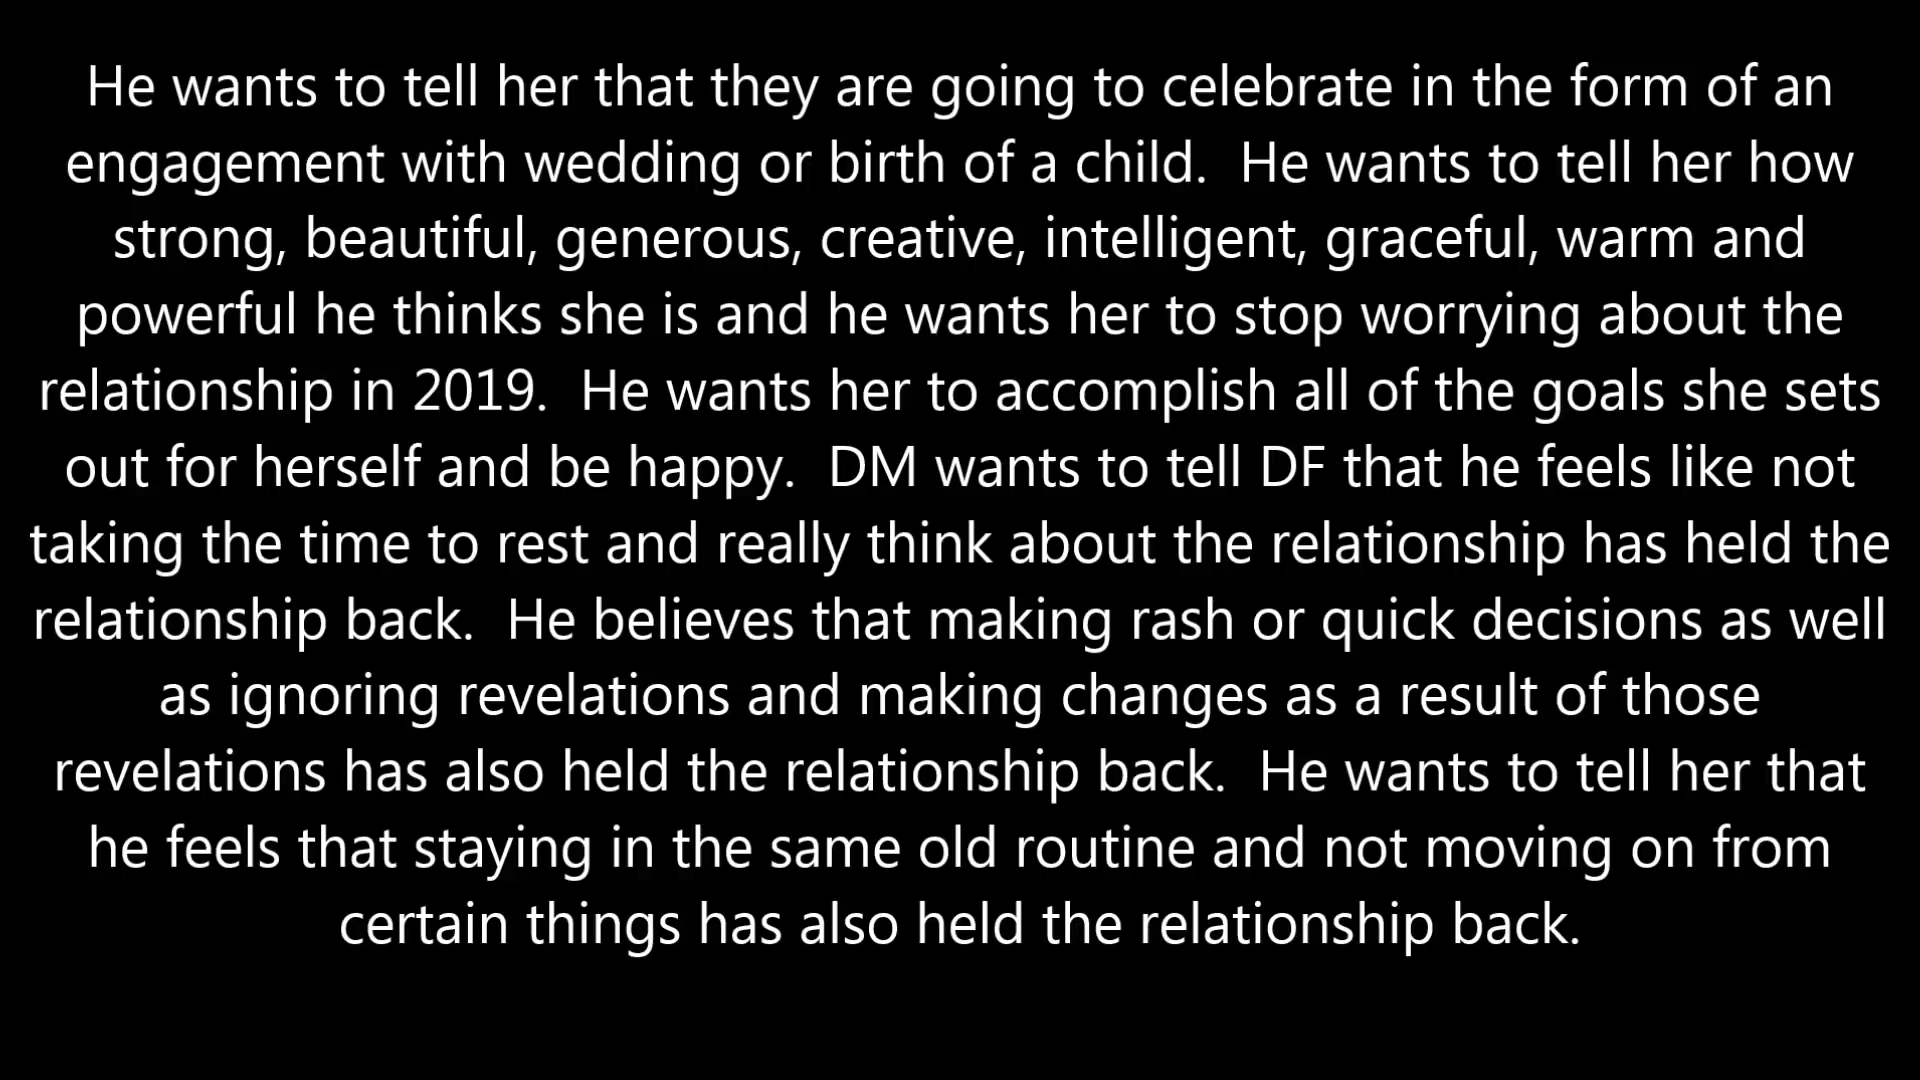 He wants to tell her that they are going to celebrate in the form of an
engagement with wedding or birth of a child.  He wants to tell her how
strong, beautiful, generous, creative, intelligent, graceful, warm and
powerful he thinks she is and he wants her to stop worrying about the
relationship in 2019.  He wants her to accomplish all of the goals she sets
out for herself and be happy.  DM wants to tell DF that he feels like not
taking the time to rest and really think about the relationship has held the
relationship back.  He believes that making rash or quick decisions as well
as ignoring revelations and making changes as a result of those
revelations has also held the relationship back.  He wants to tell her that
he feels that staying in the same old routine and not moving on from
certain things has also held the relationship back.